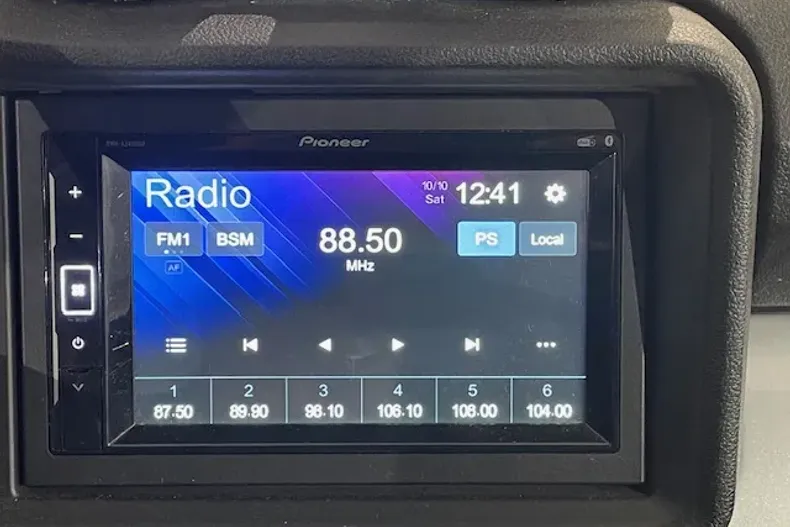 Pioneer
Radio
10/10
Sat
12:41
FM1
BSM
88.50
MHz
PS
Local
AF
1 2 3 4 5 6
87.50 89.90 98.10 106.10 108.00 104.00